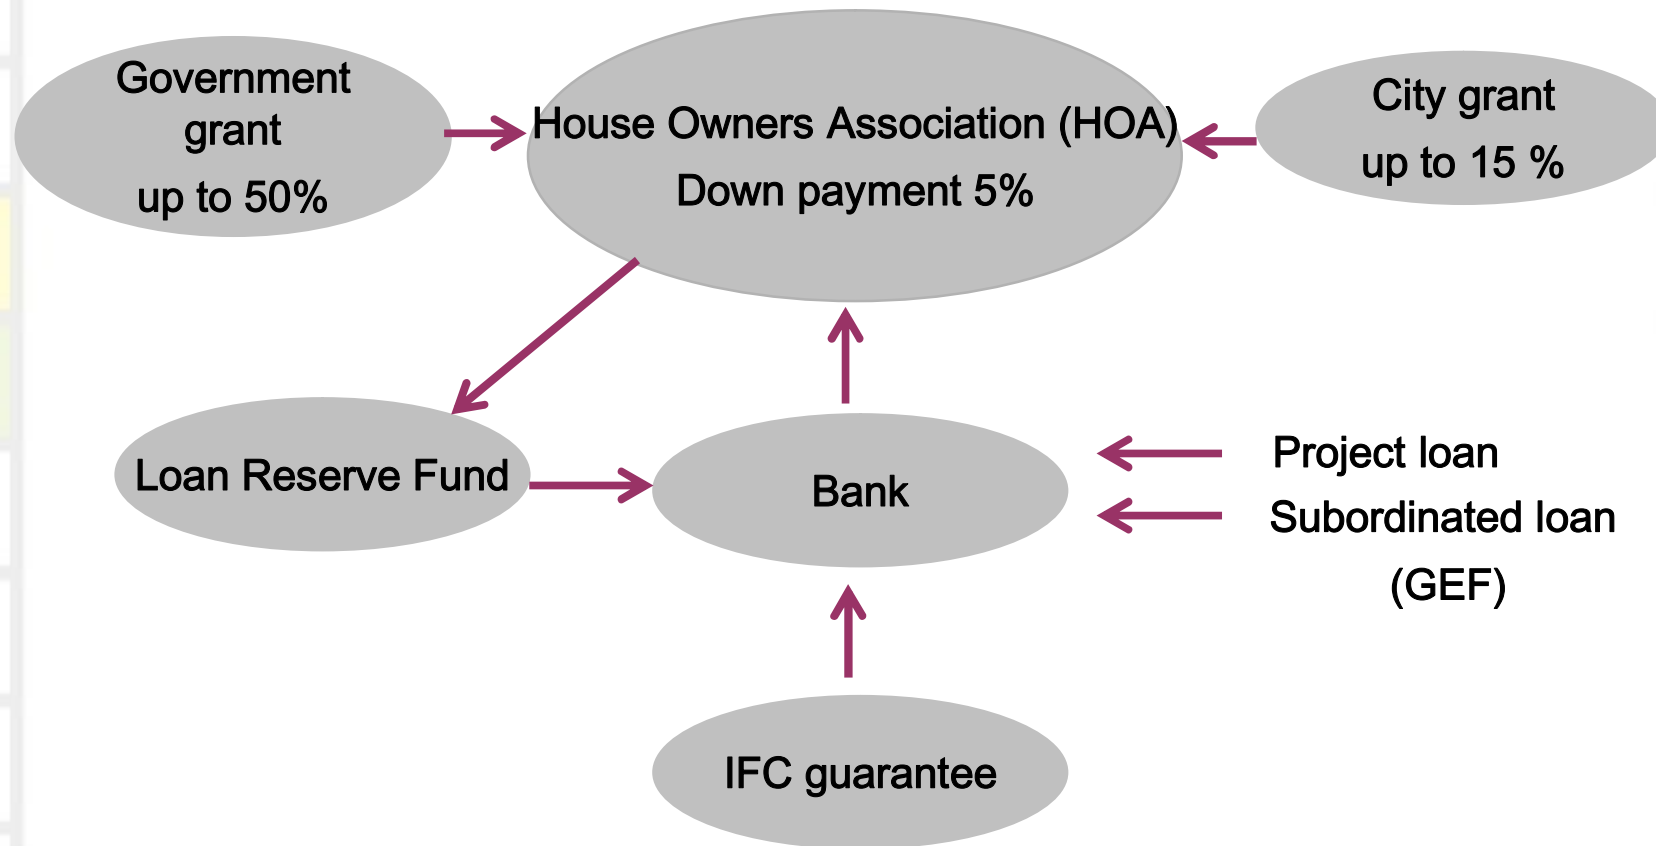 Government
grant
up to 50%
House Owners Association (HOA)
Down payment 5%
City grant
up to 15 %
Loan Reserve Fund
Bank
Project loan
Subordinated loan
(GEF)
IFC guarantee